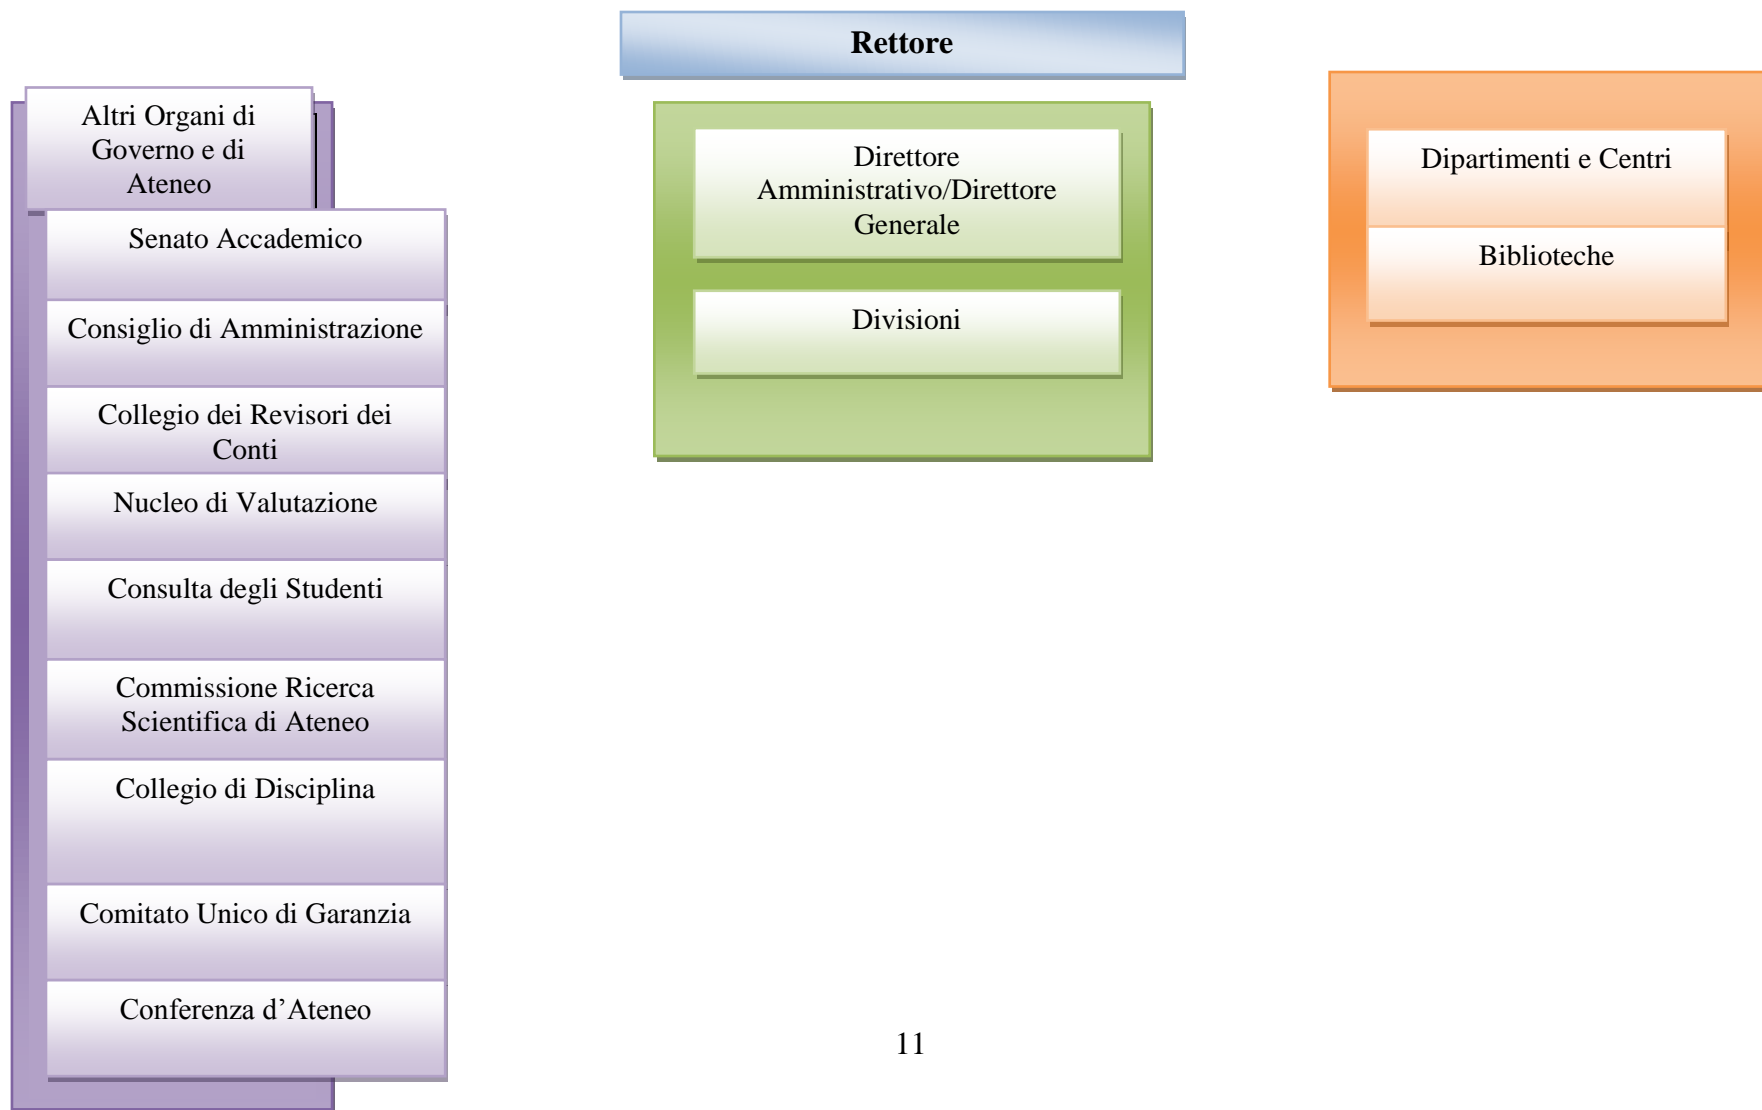 Rettore
Altri Organi di
Governo e di
Ateneo
Senato Accademico
Consiglio di Amministrazione
Collegio dei Revisori dei
Conti
Nucleo di Valutazione
Consulta degli Studenti
Commissione Ricerca
Scientifica di Ateneo
Collegio di Disciplina
Comitato Unico di Garanzia
Conferenza d’Ateneo
Direttore
Amministrativo/Direttore
Generale
Divisioni
Dipartimenti e Centri
Biblioteche
11